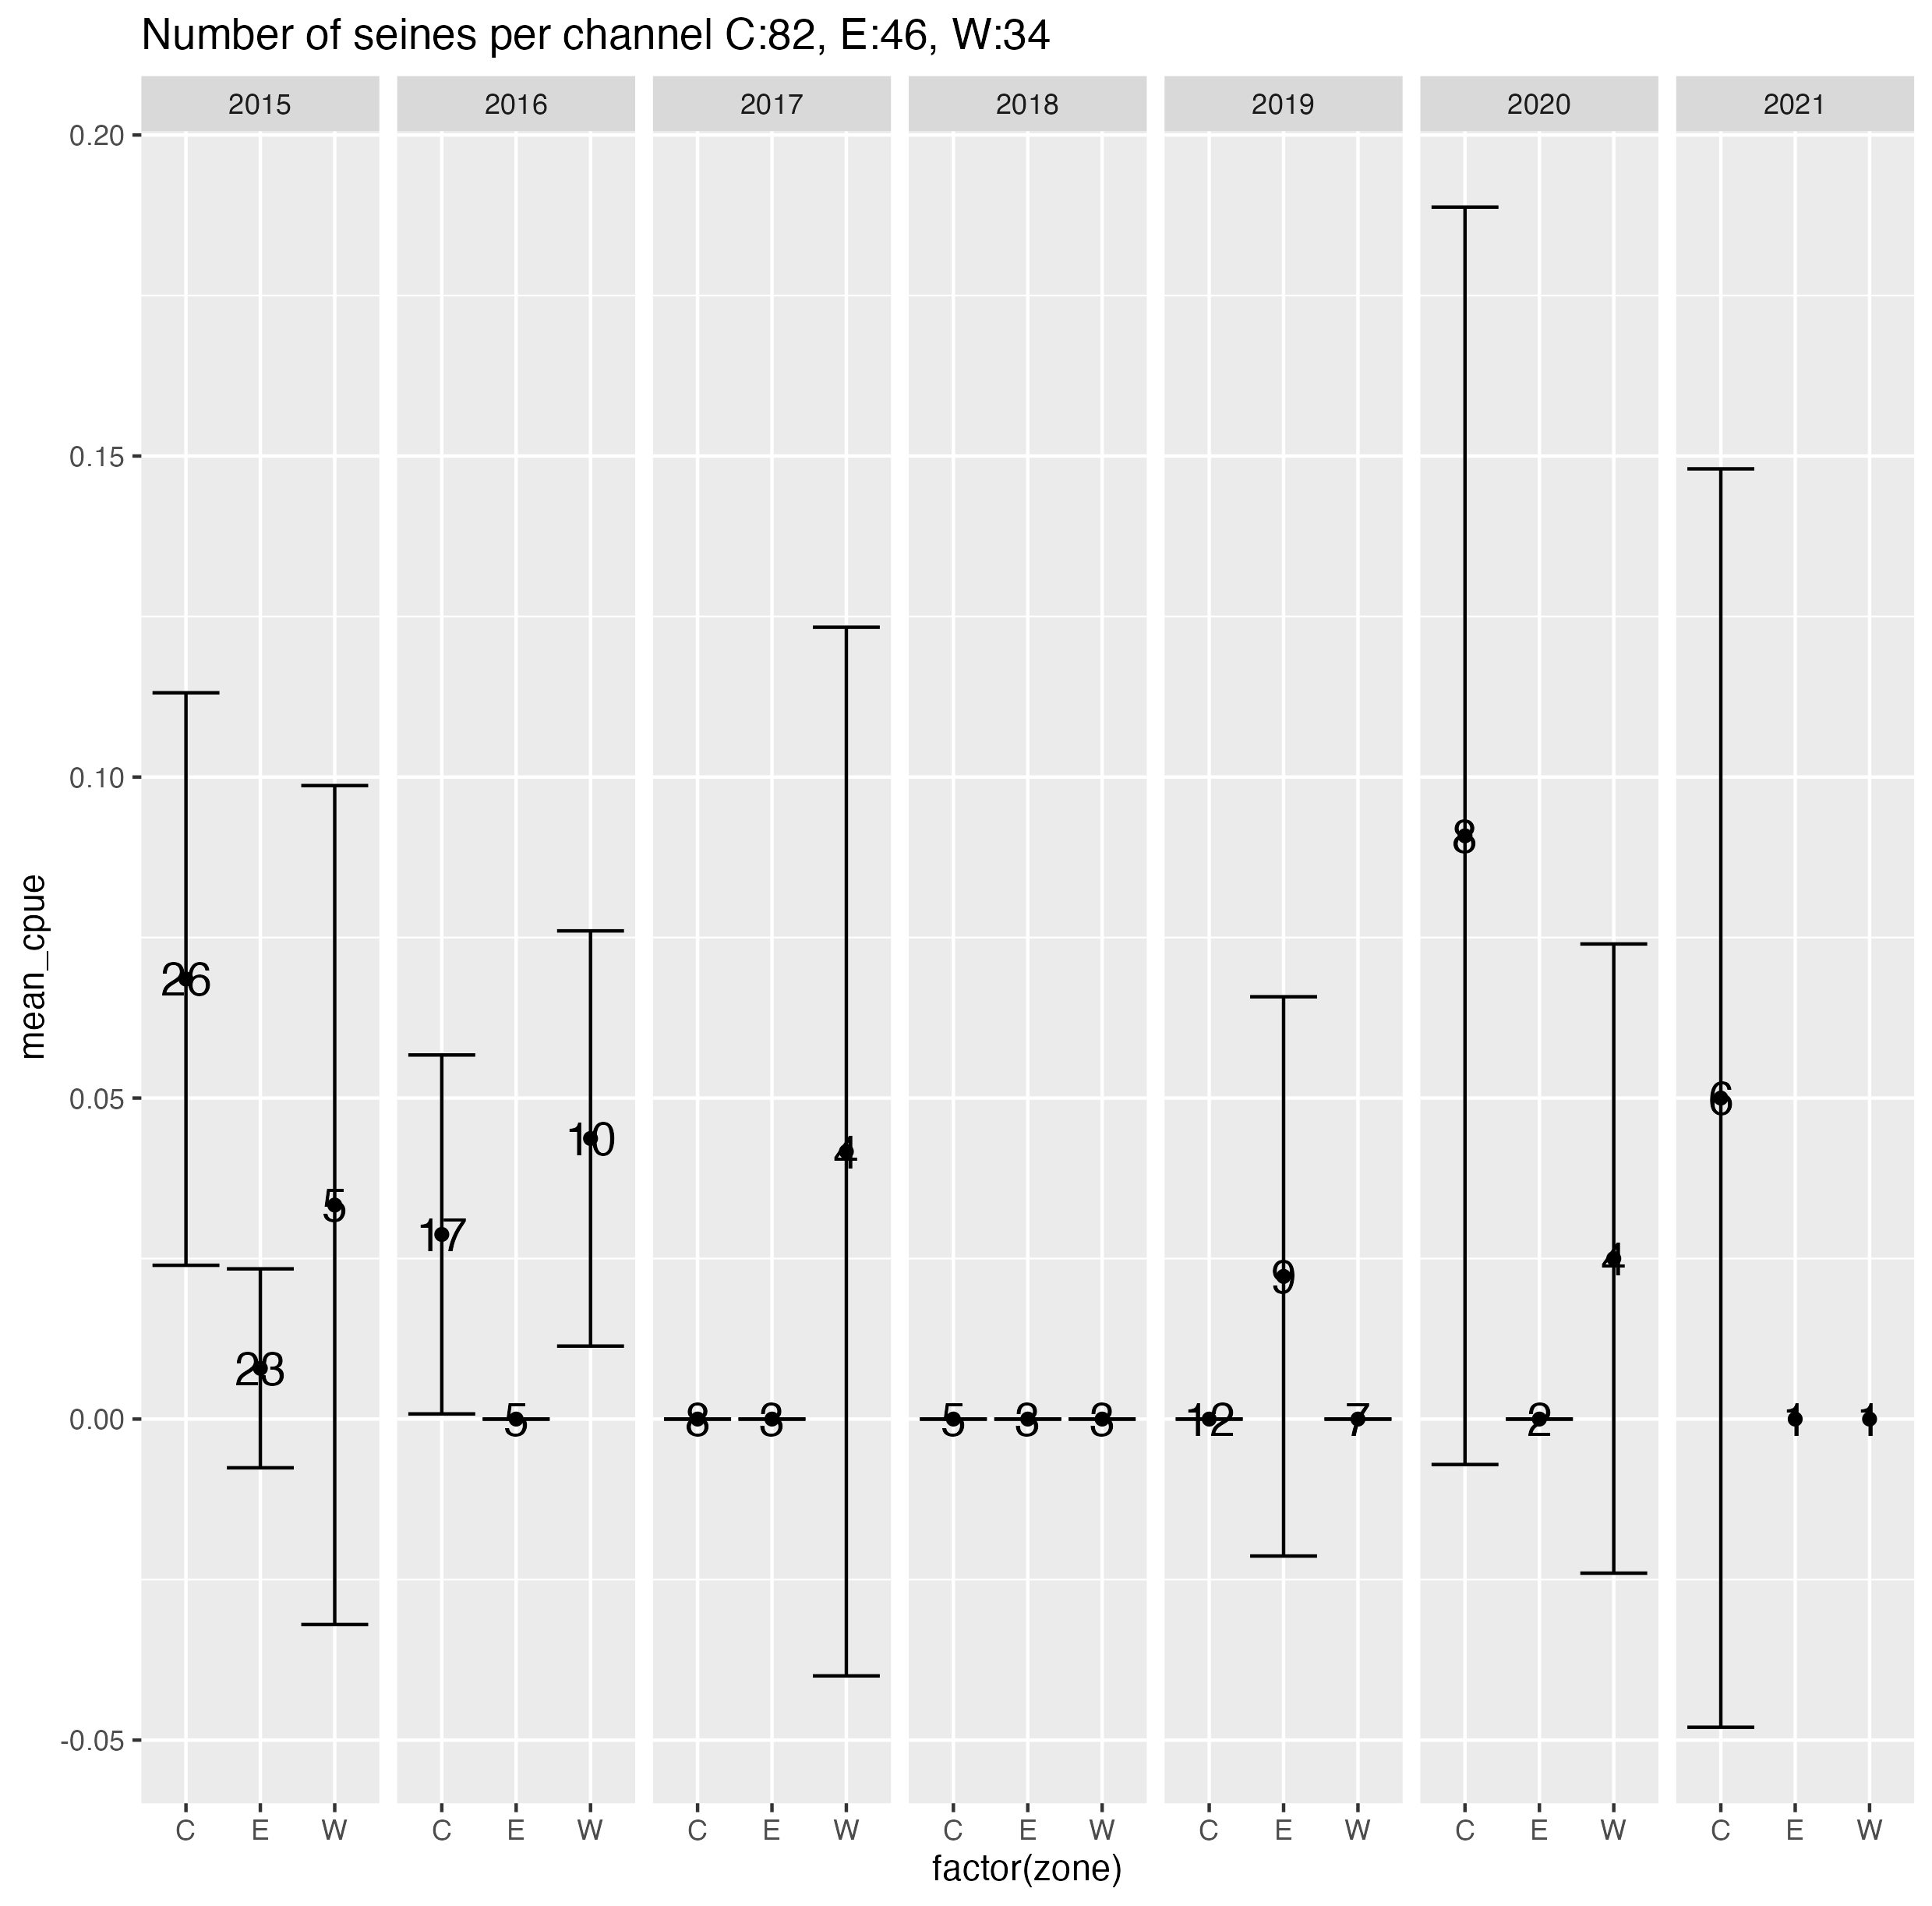 Number of seines per channel C:82, E:46, W:34
2015 2016 2017 2018 2019 2020 2021
0.20
0.15
0.10
0.05
0.00
-0.05
mean_cpue
26 23 5
17 5 10
8 3 4
5 3 3
12 9 7
8 2 4
6 1 1
C E W C E W C E W C E W C E W C E W C E W
factor(zone)